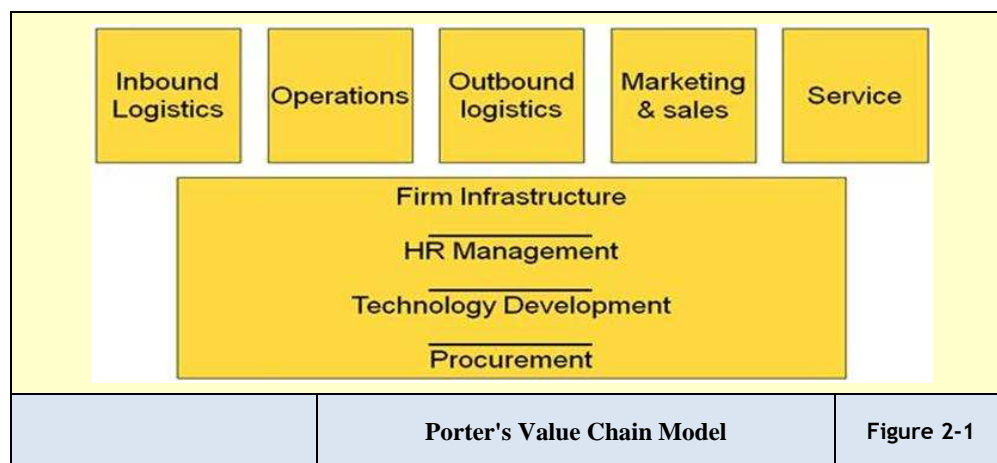 Inbound
Logistics
Operations
Outbound
logistics
Marketing
& sales
Service
Firm Infrastructure
HR Management
Technology Development
Procurement
Porter's Value Chain Model
Figure 2-1